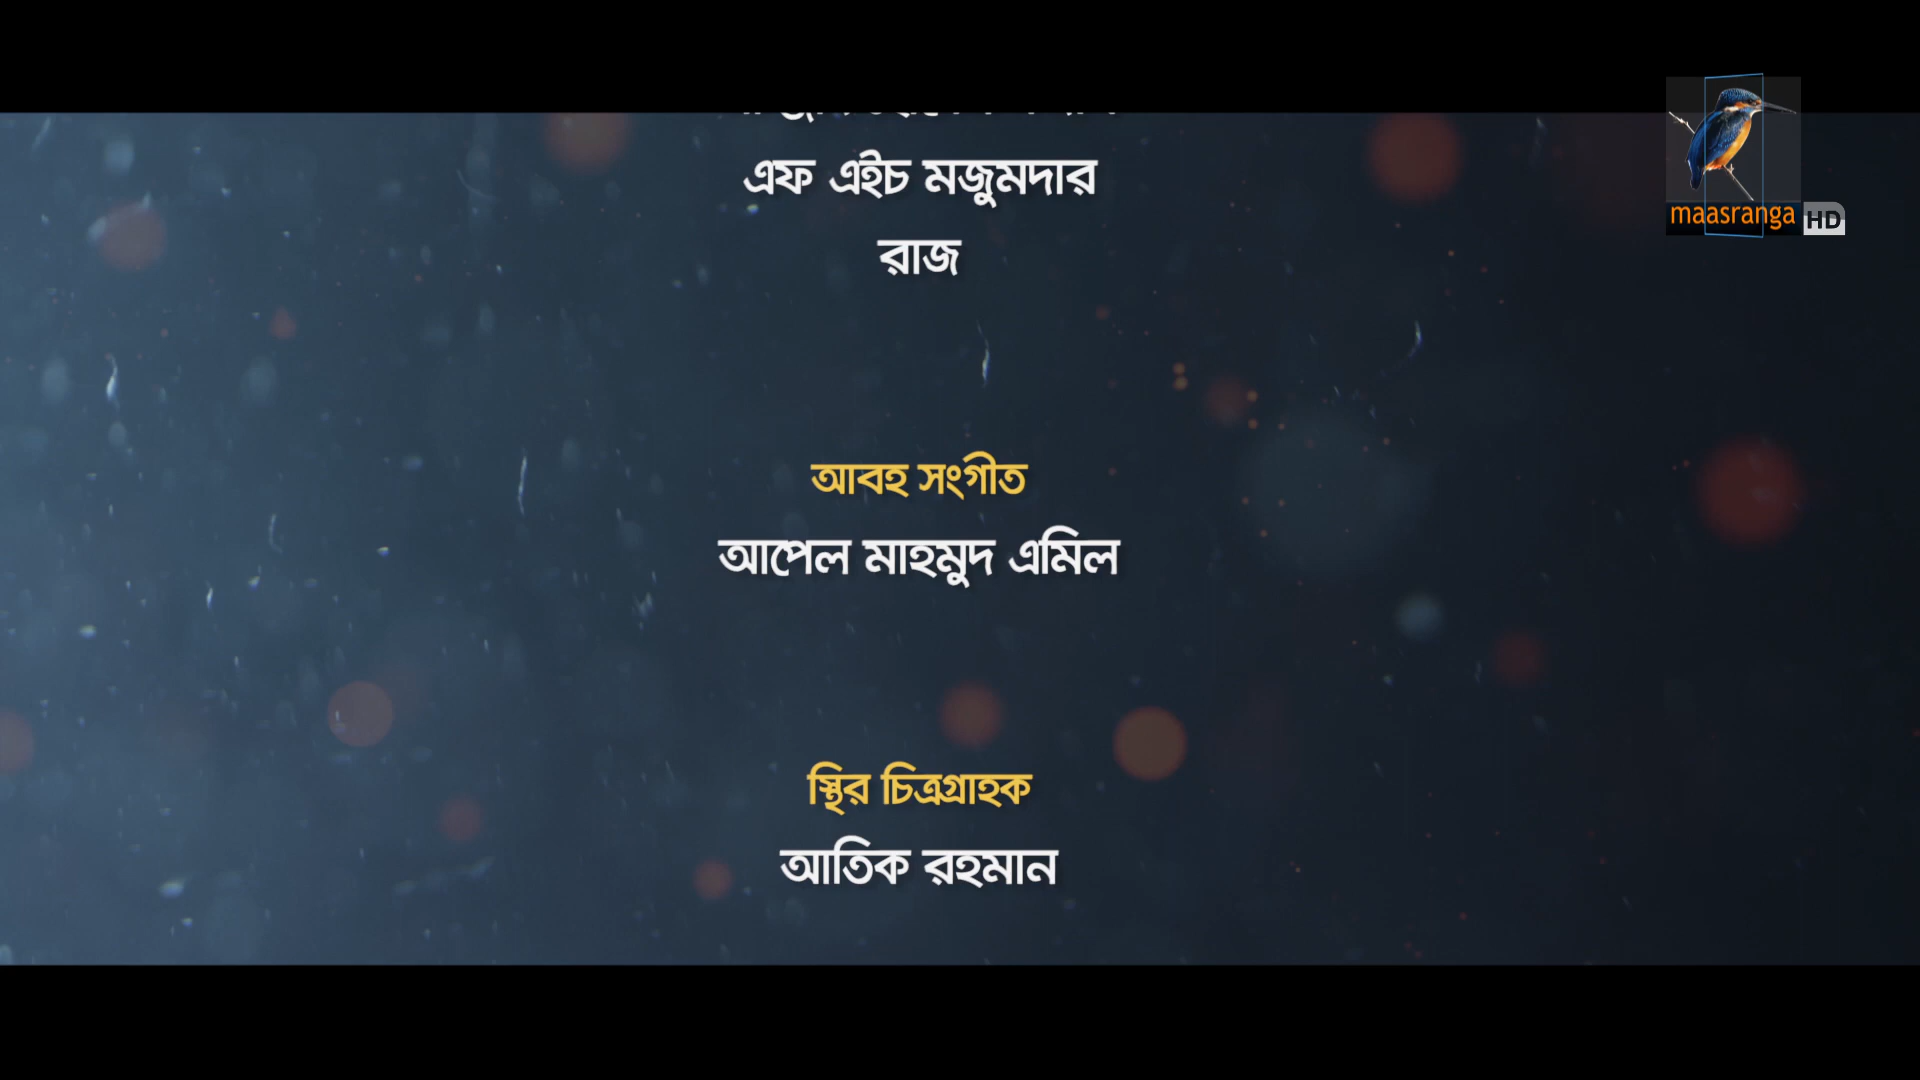 এফ এইচ মজুমদার
রাজ
আবহ সংগীত
আপেল মাহমুদ এমিল
স্থির চিত্রগ্রাহক
আতিক রহমান
maasranga HD